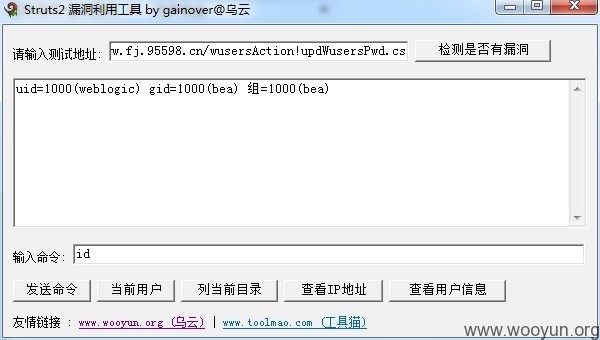 Struts2 漏洞利用工具 by gainover@乌云
请输入测试地址: w.fj.95598.cn/wusersAction!updWusersPwd.cs 检测是否有漏洞
uid=1000(weblogic) gid=1000(bea) 组=1000(bea)
输入命令: id
发送命令 当前用户 列当前目录 查看IP地址 查看用户信息
友情链接 : www.wooyun.org (乌云) | www.toolmao.com (工具猫)
www.wooyun.org